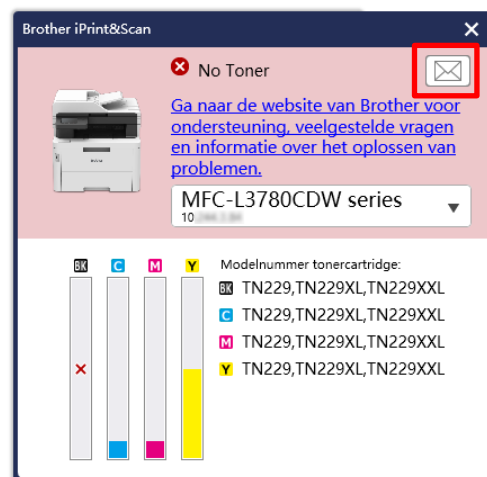 Brother iPrint&Scan
No Toner
Ga naar de website van Brother voor
ondersteuning, veelgestelde vragen
en informatie over het oplossen van
problemen.
MFC-L3780CDW series
10
BK C M Y
Modelnummer tonercartridge:
BK TN229,TN229XL,TN229XXL
C TN229,TN229XL,TN229XXL
M TN229,TN229XL,TN229XXL
Y TN229,TN229XL,TN229XXL